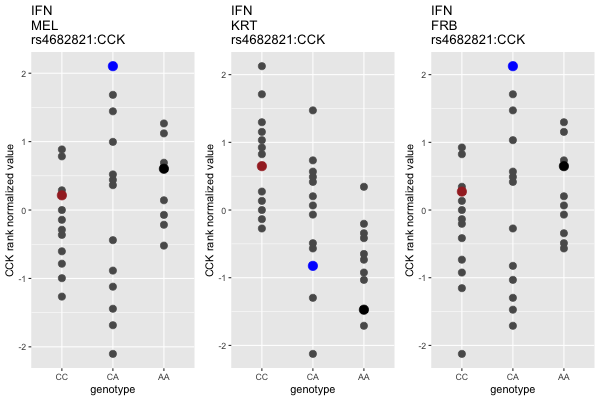 IFN
MEL
rs4682821:CCK
CCK rank normalized value
2
1
0
-1
-2
CC
CA
AA
genotype
IFN
KRT
rs4682821:CCK
CCK rank normalized value
2
1
0
-1
-2
CC
CA
AA
genotype
IFN
FRB
rs4682821:CCK
CCK rank normalized value
2
1
0
-1
-2
CC
CA
AA
genotype